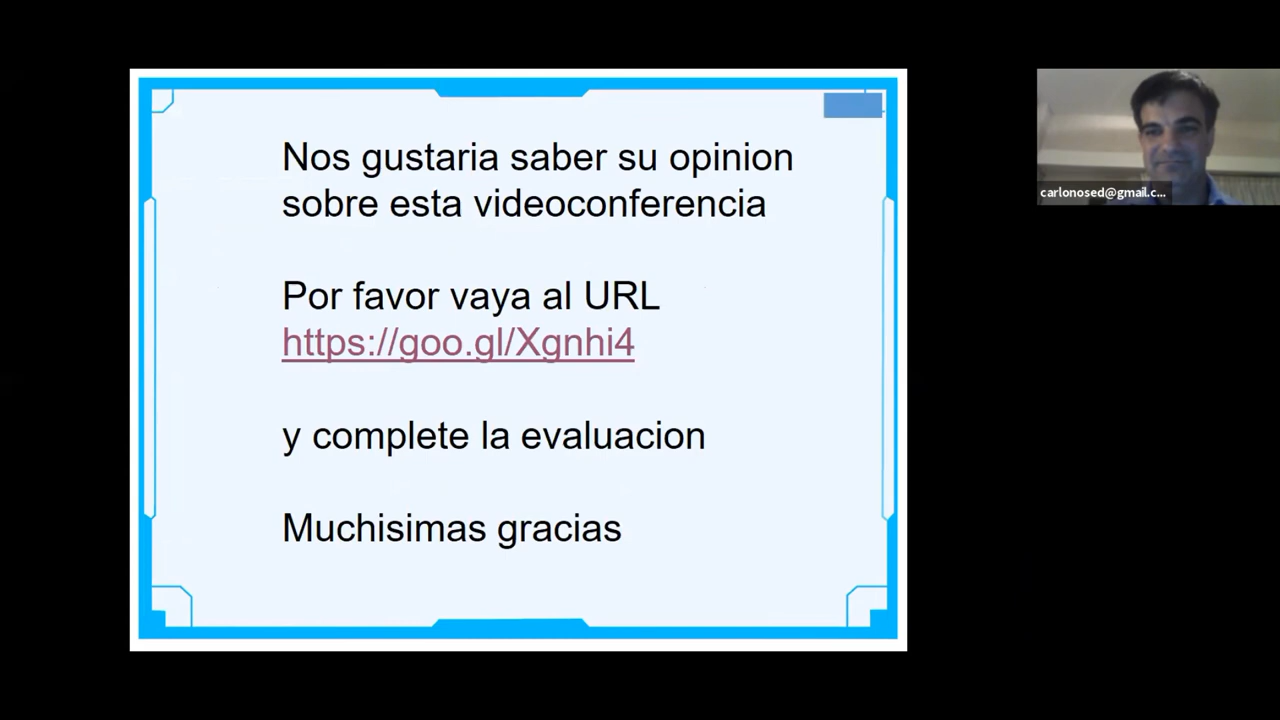 Nos gustaria saber su opinion
sobre esta videoconferencia
Por favor vaya al URL
https://goo.gl/Xgnhi4
y complete la evaluacion
Muchisimas gracias
carlonosed@gmail.c...